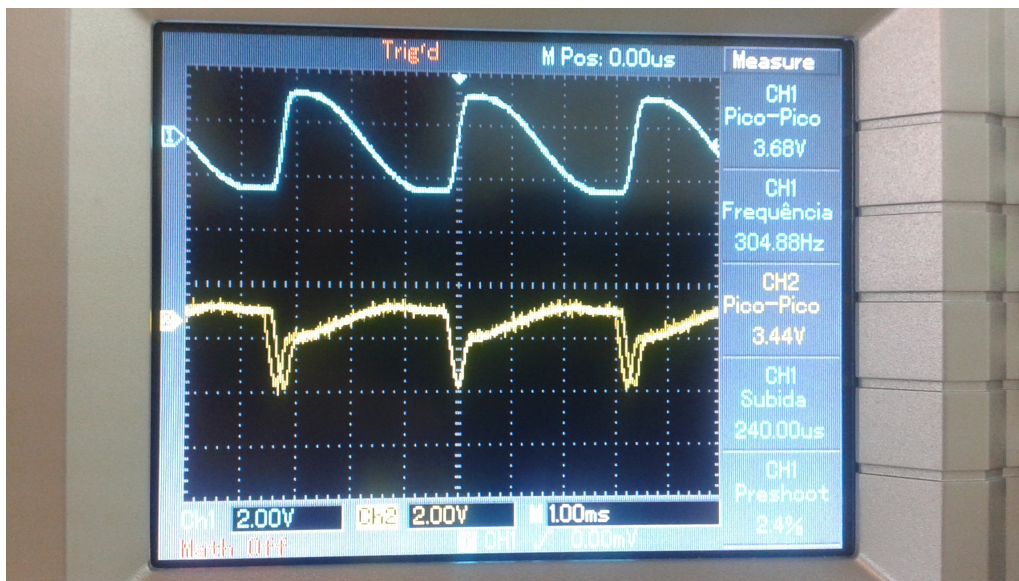 Trig'd M Pos: 0.00us
Measure
CH1
Pico-Pico
3.68V
CH1
Frequência
304.88Hz
CH2
Pico-Pico
3.44V
CH1
Subida
240.00us
CH1
Preshoot
2.4%
1
2
Ch1 2.00V Ch2 2.00V M 1.00ms
Math Off CH1 0.00mV